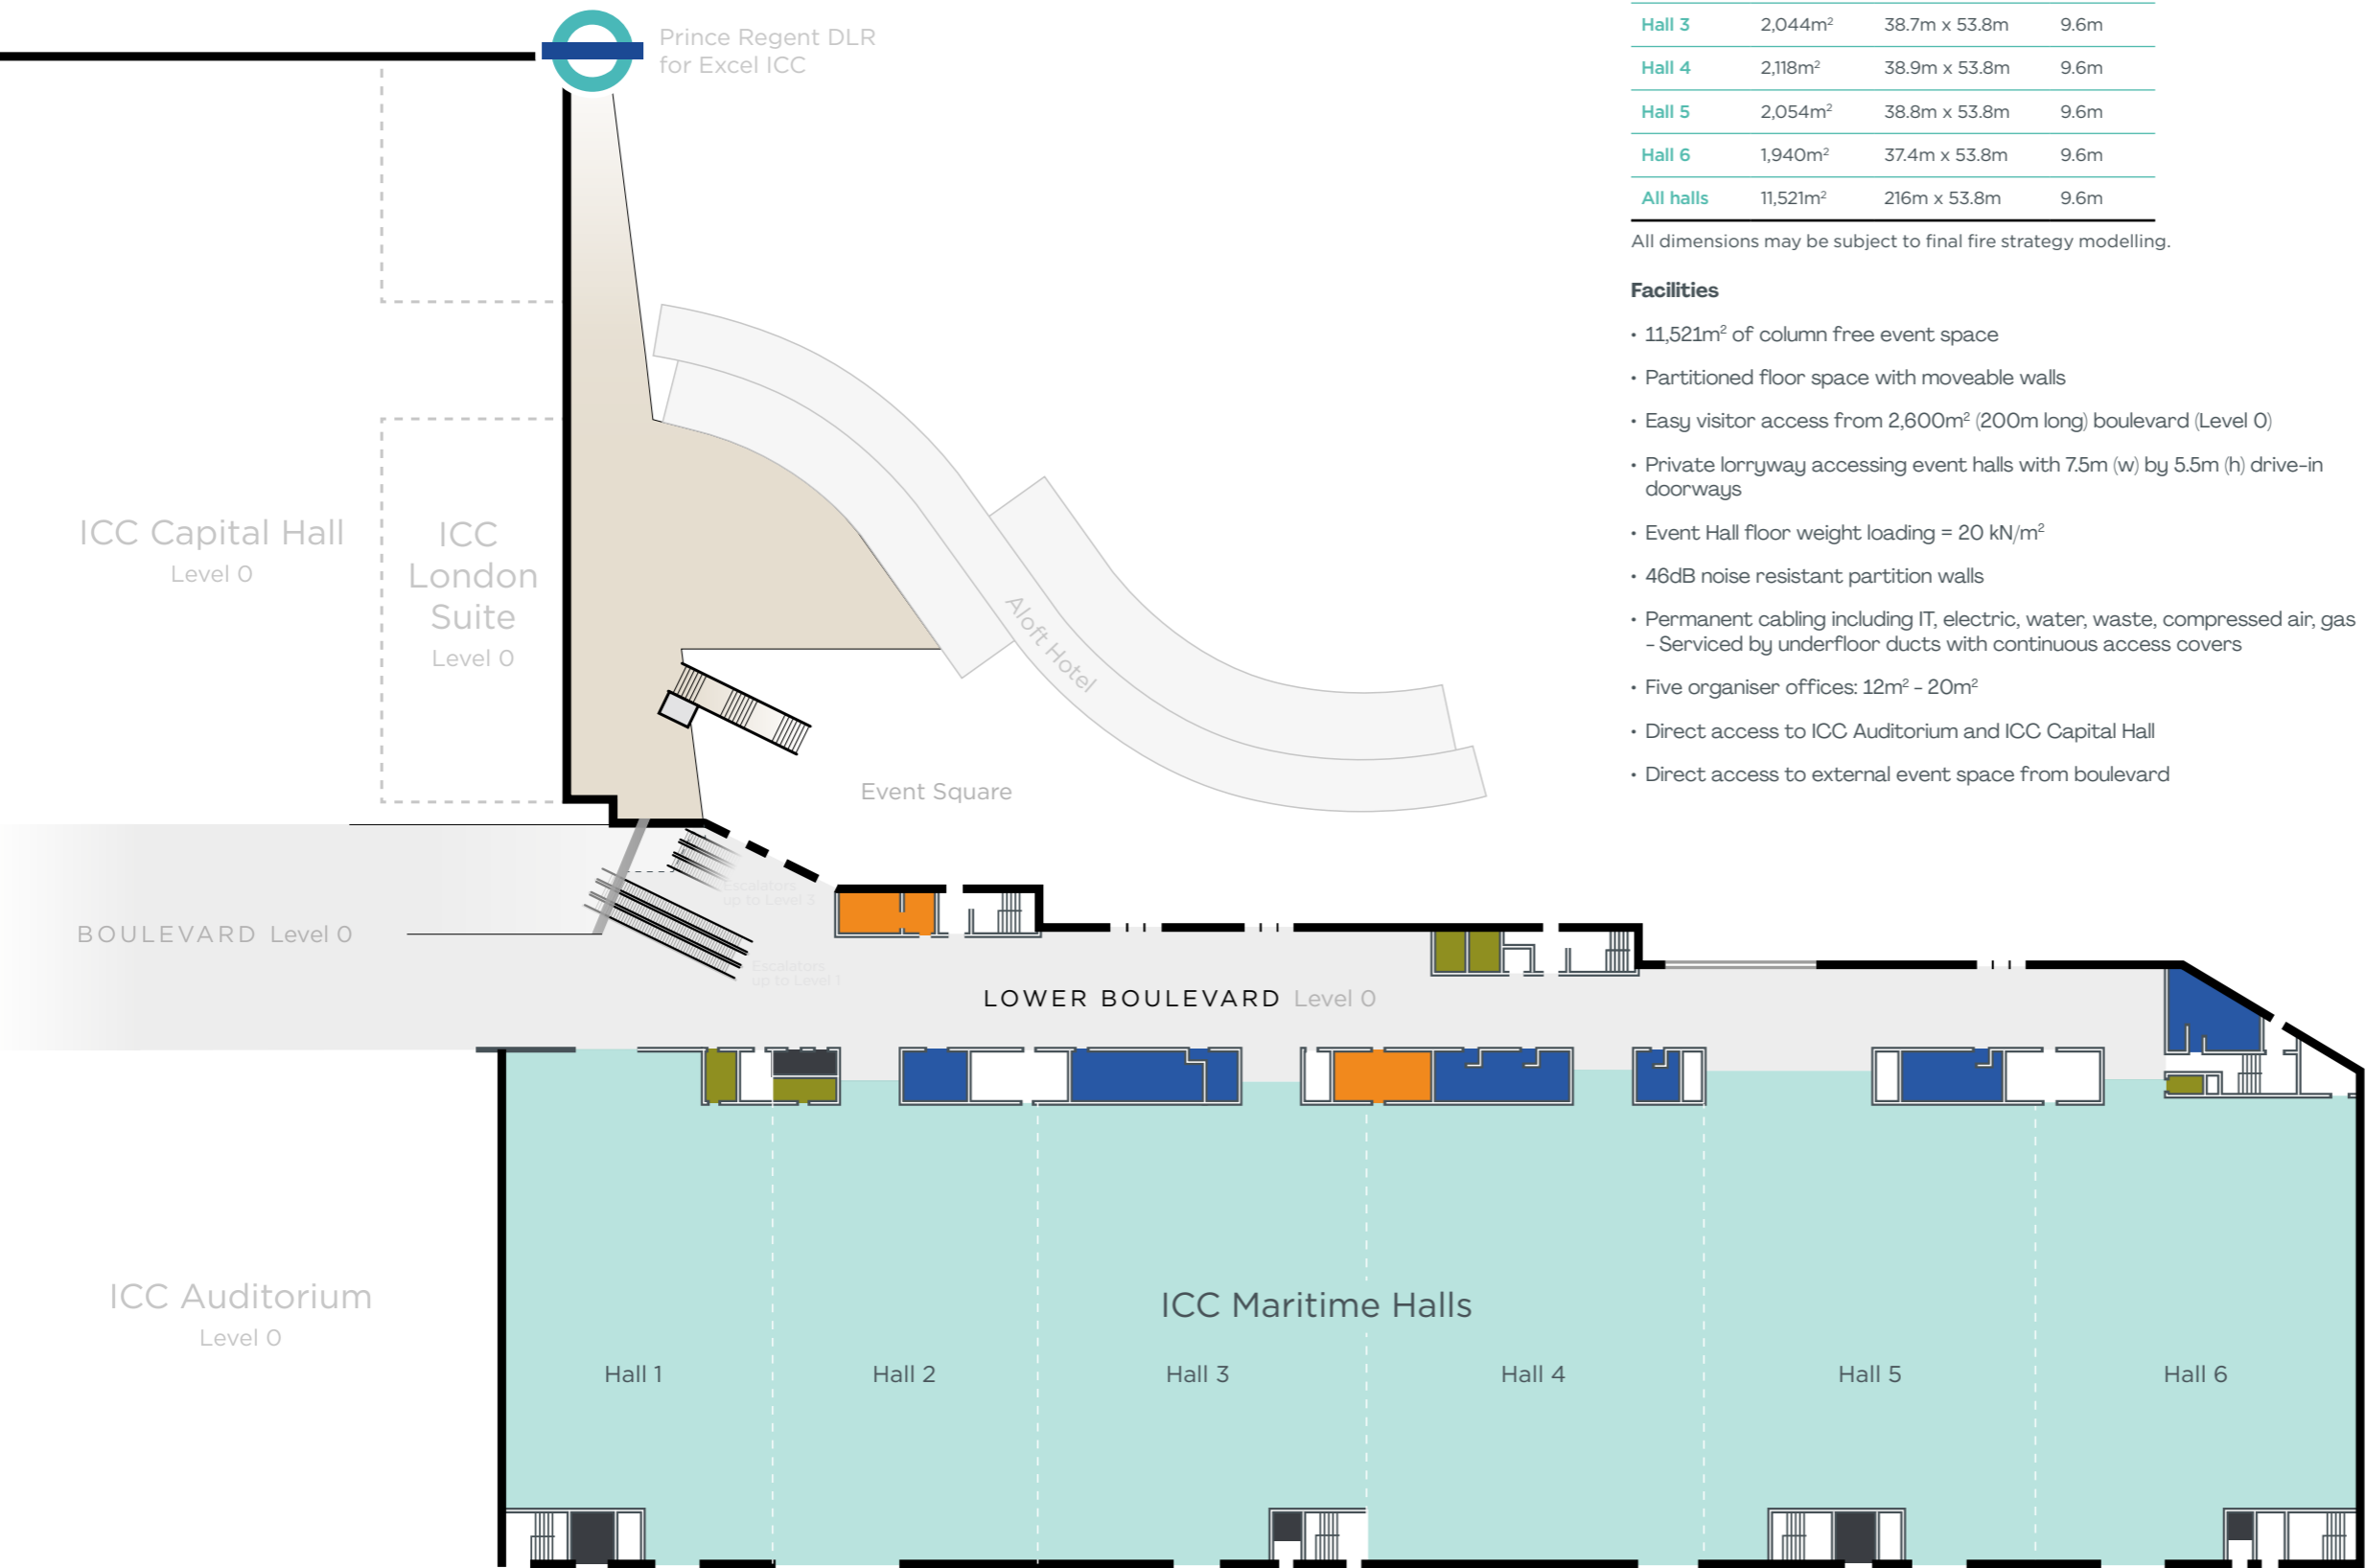 Prince Regent DLR
for Excel ICC
Hall 3 2,044m² 38.7m x 53.8m 9.6m
Hall 4 2,118m² 38.9m x 53.8m 9.6m
Hall 5 2,054m² 38.8m x 53.8m 9.6m
Hall 6 1,940m² 37.4m x 53.8m 9.6m
All halls 11,521m² 216m x 53.8m 9.6m
All dimensions may be subject to final fire strategy modelling.
Facilities
• 11,521m² of column free event space
• Partitioned floor space with moveable walls
• Easy visitor access from 2,600m² (200m long) boulevard (Level 0)
• Private lorryway accessing event halls with 7.5m (w) by 5.5m (h) drive-in
doorways
• Event Hall floor weight loading = 20 kN/m²
• 46dB noise resistant partition walls
• Permanent cabling including IT, electric, water, waste, compressed air, gas
- Serviced by underfloor ducts with continuous access covers
• Five organiser offices: 12m² - 20m²
• Direct access to ICC Auditorium and ICC Capital Hall
• Direct access to external event space from boulevard
ICC Capital Hall
Level 0
ICC
London
Suite
Level 0
Aloft Hotel
Event Square
Escalators
up to Level 3
BOULEVARD Level 0
Escalators
up to Level 1
LOWER BOULEVARD Level 0
ICC Auditorium
Level 0
ICC Maritime Halls
Hall 1
Hall 2
Hall 3
Hall 4
Hall 5
Hall 6